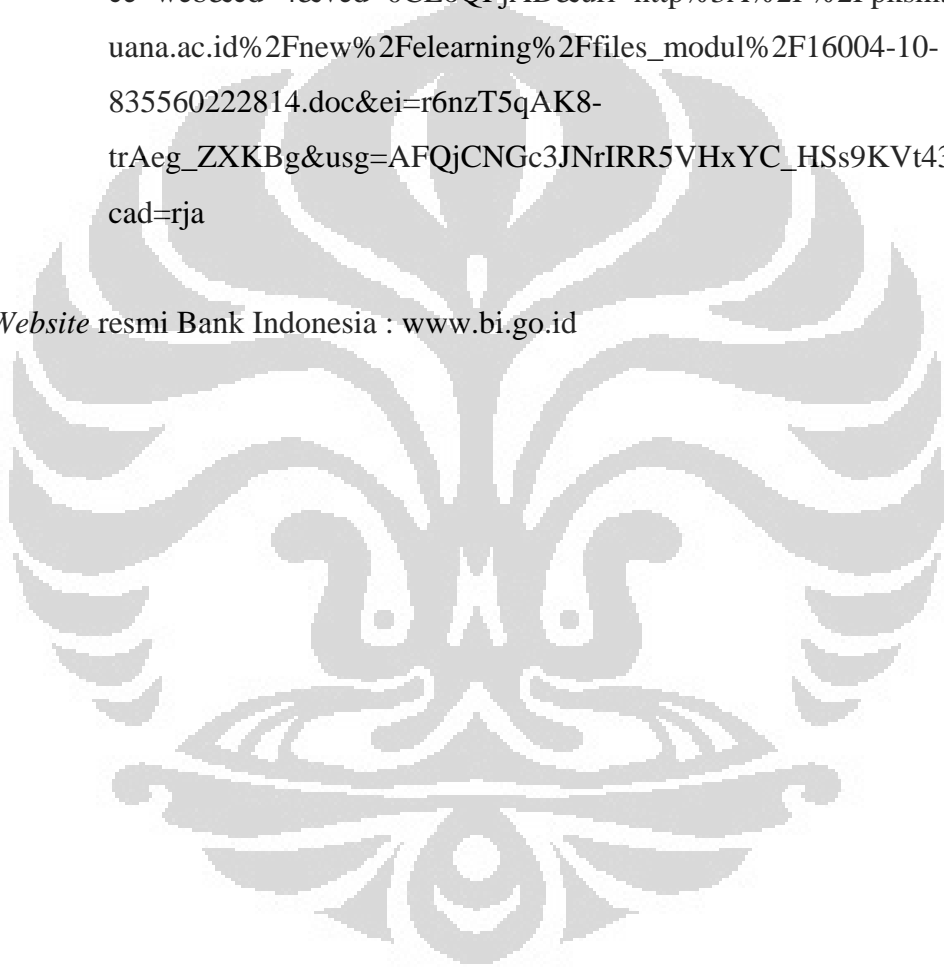 uana.ac.id%2Fnew%2Felearning%2Ffiles_modul%2F16004-10-
835560222814.doc&ei=r6nzT5qAK8-
trAeg_ZXKBg&usg=AFQjCNGc3JNrIRR5VHxYC_HSs9KVt43
cad=rja
Website resmi Bank Indonesia : www.bi.go.id